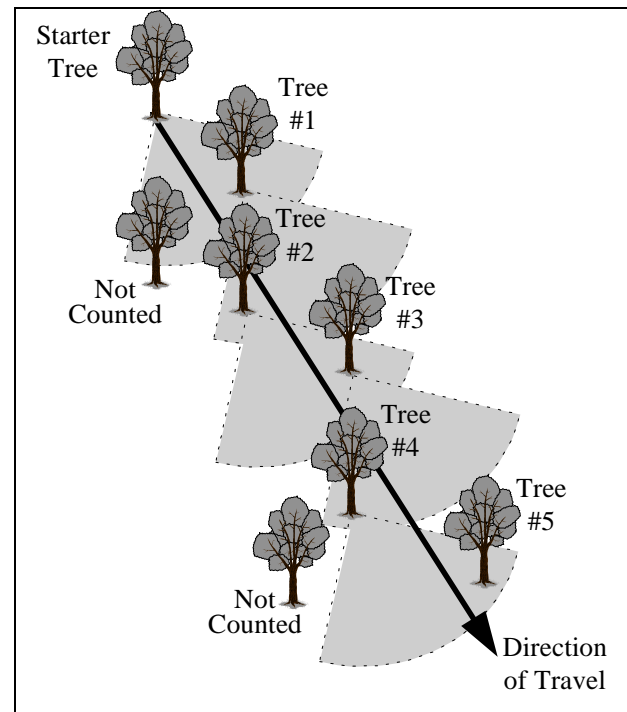 Starter
Tree
Tree
#1
Tree
#2
Not
Counted
Tree
#3
Tree
#4
Tree
#5
Not
Counted
Direction
of Travel